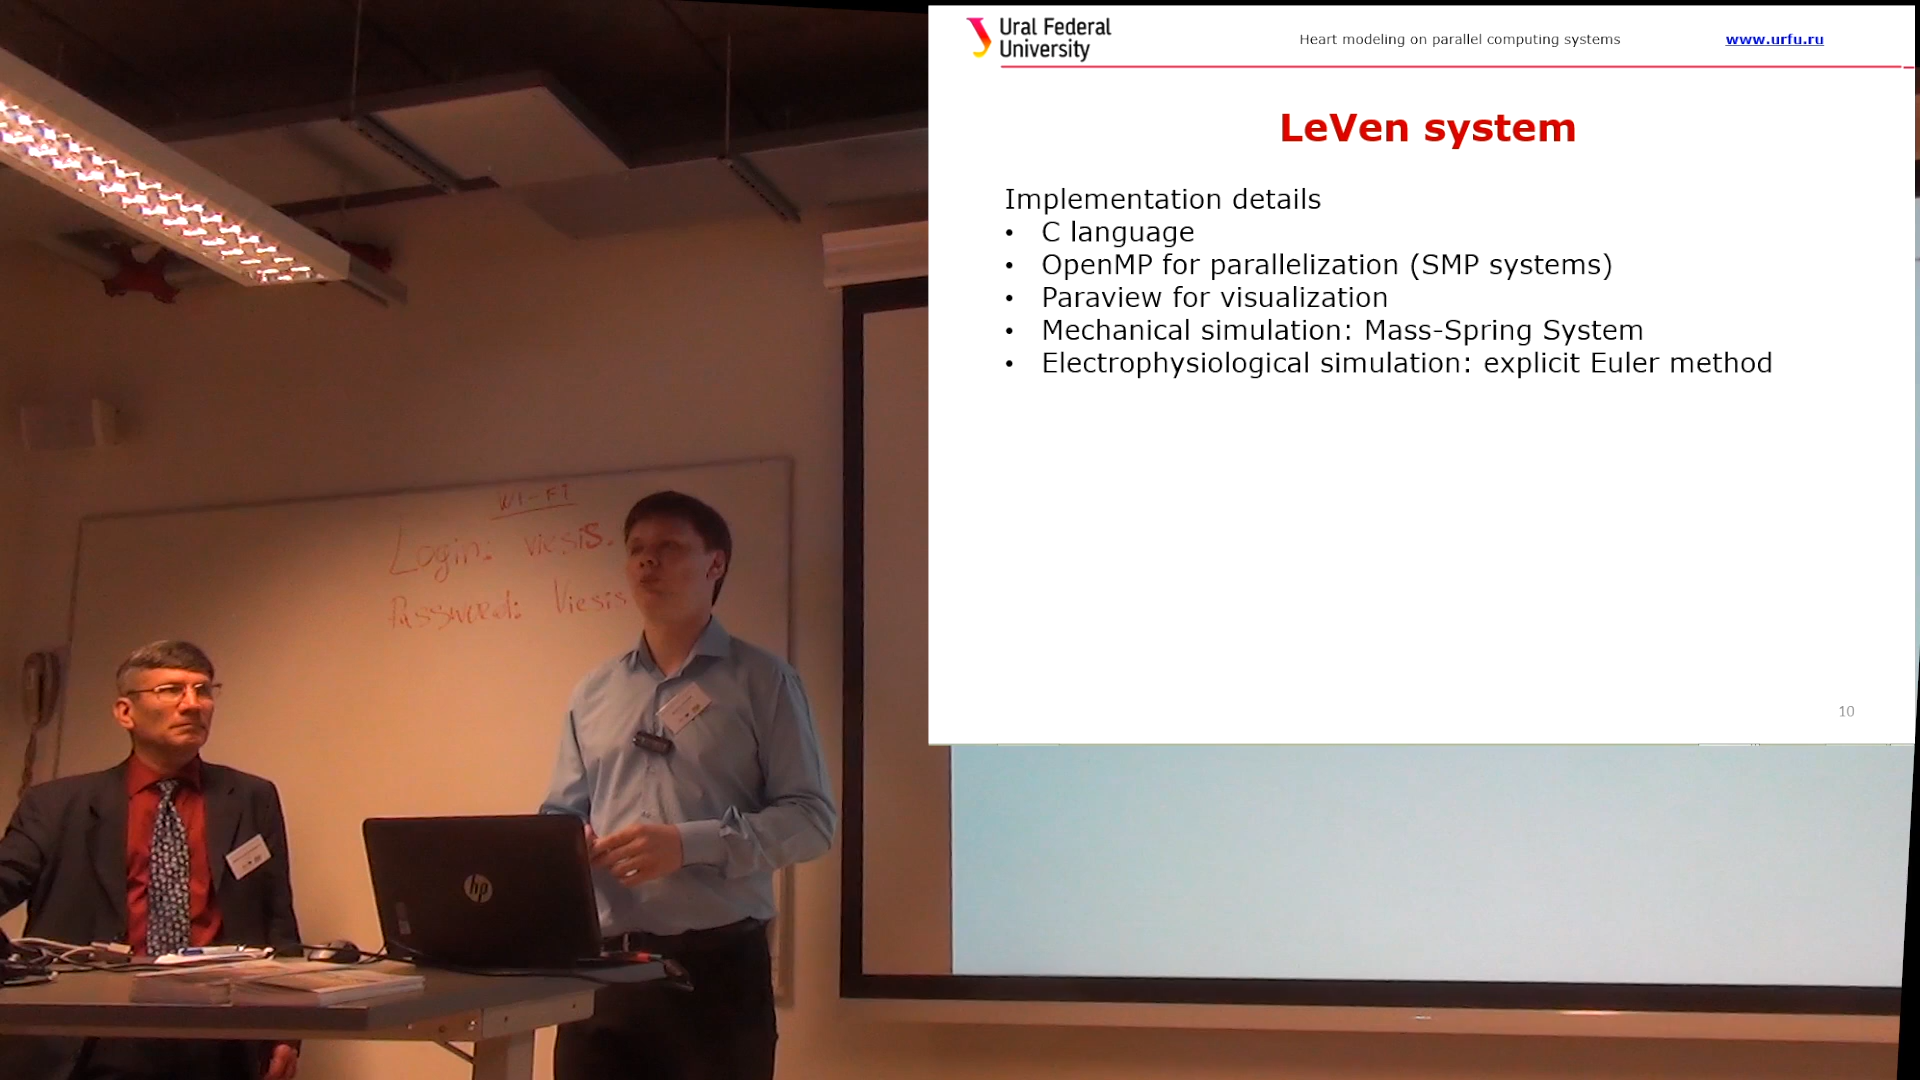 Ural Federal
University
Heart modeling on parallel computing systems
www.urfu.ru
LeVen system
Implementation details
• C language
• OpenMP for parallelization (SMP systems)
• Paraview for visualization
• Mechanical simulation: Mass-Spring System
• Electrophysiological simulation: explicit Euler method
10
WI-FI
Login: viesis.
Password: Viesis
hp